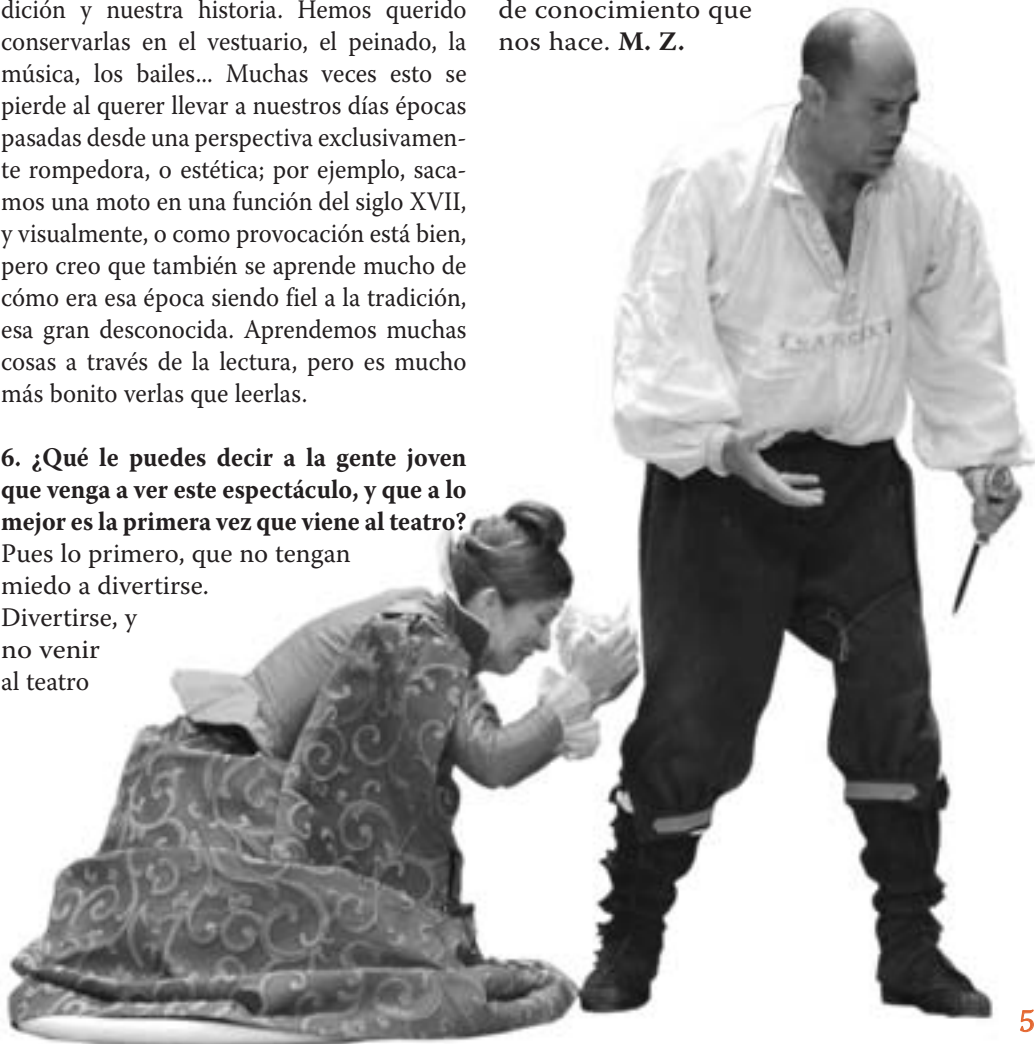 dición y nuestra historia. Hemos querido
conservarlas en el vestuario, el peinado, la
música, los bailes... Muchas veces esto se
pierde al querer llevar a nuestros días épocas
pasadas desde una perspectiva exclusivamen-
te rompedora, o estética; por ejemplo, saca-
mos una moto en una función del siglo XVII,
y visualmente, o como provocación está bien,
pero creo que también se aprende mucho de
cómo era esa época siendo fiel a la tradición,
esa gran desconocida. Aprendemos muchas
cosas a través de la lectura, pero es mucho
más bonito verlas que leerlas.
6. ¿Qué le puedes decir a la gente joven
que venga a ver este espectáculo, y que a lo
mejor es la primera vez que viene al teatro?
Pues lo primero, que no tengan
miedo a divertirse.
Divertirse, y
no venir
al teatro
de conocimiento que
nos hace. M. Z.
5